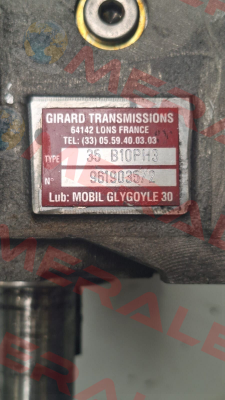 GIRARD TRANSMISSIONS
64142 LONS FRANCE
TEL: (33) 05.59.40.03.03
TYPE 35 B10PH3
N° 9619035/2
Lub: MOBIL GLYGOYLE 30